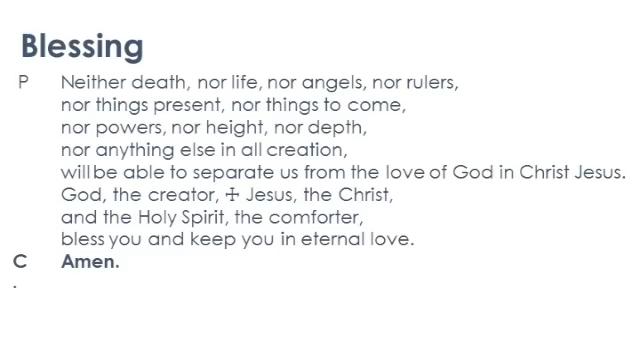 Blessing
P Neither death, nor life, nor angels, nor rulers,
nor things present, nor things to come,
nor powers, nor height, nor depth,
nor anything else in all creation,
will be able to separate us from the love of God in Christ Jesus.
God, the creator, ☩ Jesus, the Christ,
and the Holy Spirit, the comforter,
bless you and keep you in eternal love.
C Amen.
.